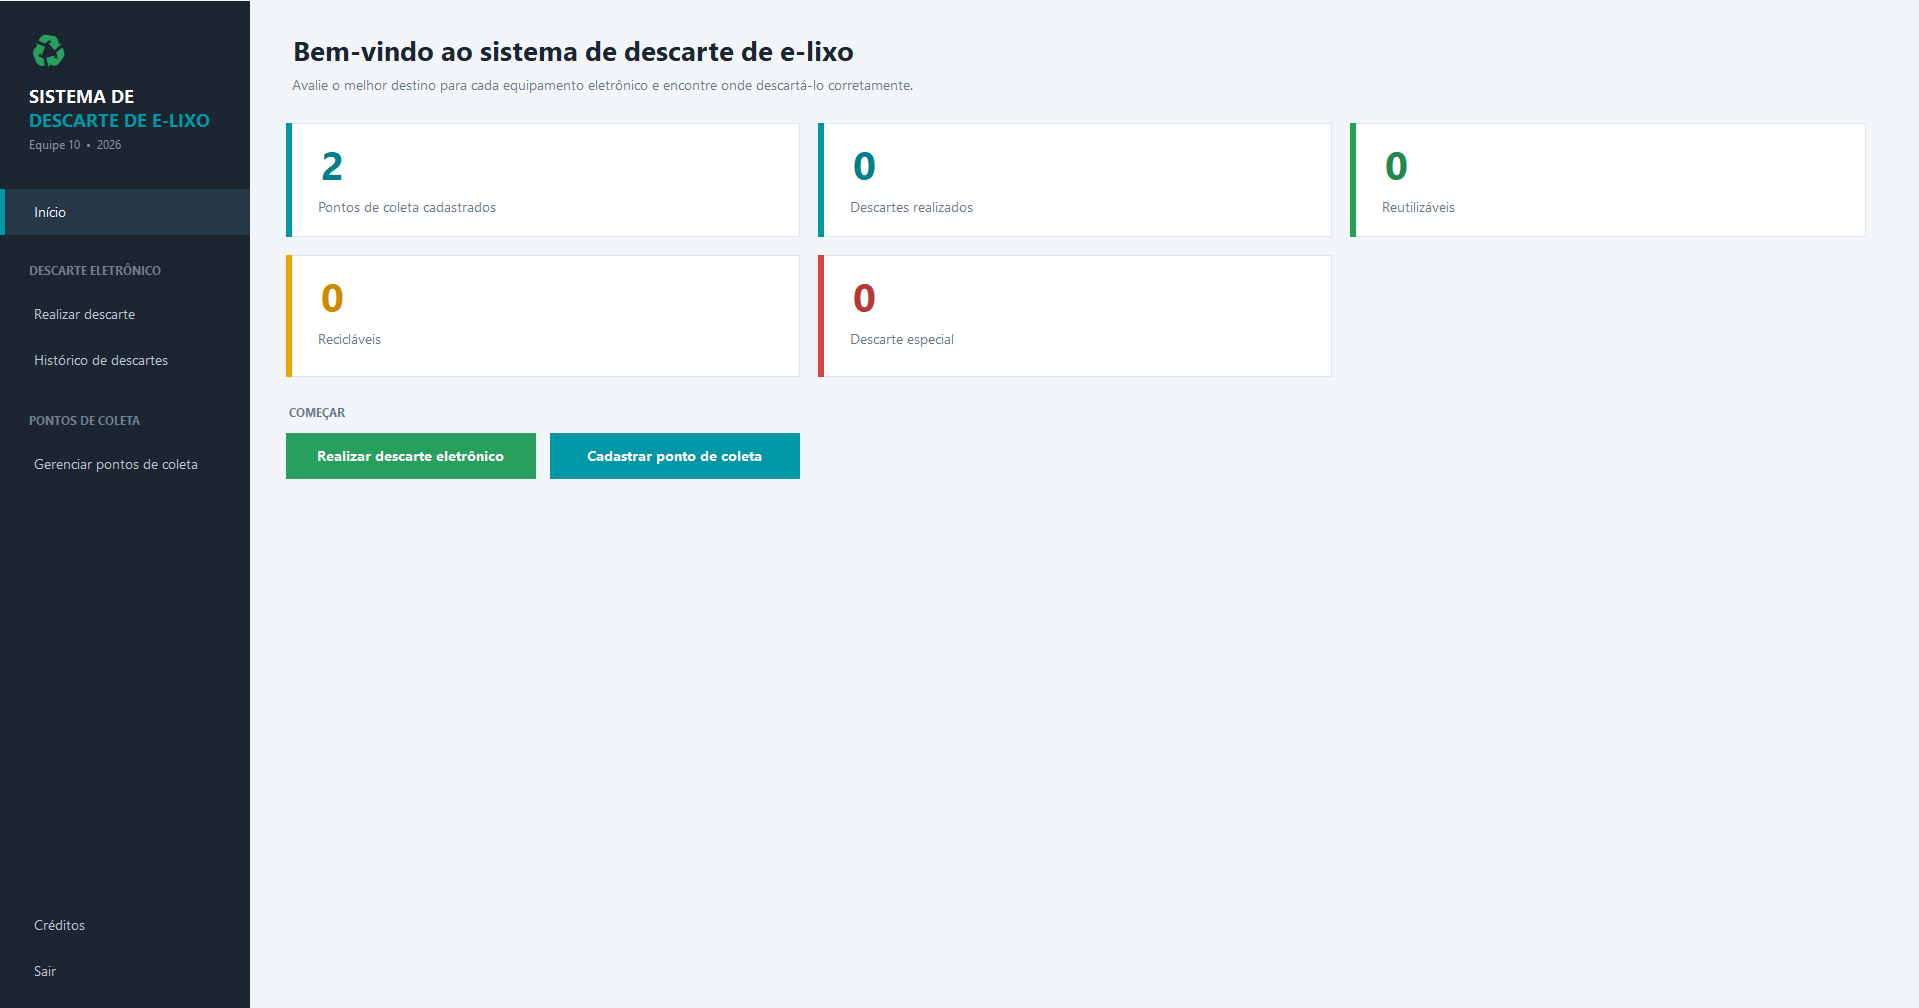 SISTEMA DE
DESCARTE DE E-LIXO
Equipe 10 • 2026
Início
DESCARTE ELETRÔNICO
Realizar descarte
Histórico de descartes
PONTOS DE COLETA
Gerenciar pontos de coleta
Créditos
Sair
Bem-vindo ao sistema de descarte de e-lixo
Avalie o melhor destino para cada equipamento eletrônico e encontre onde descartá-lo corretamente.
2
Pontos de coleta cadastrados
0
Descartes realizados
0
Reutilizáveis
0
Recicláveis
0
Descarte especial
COMEÇAR
Realizar descarte eletrônico
Cadastrar ponto de coleta